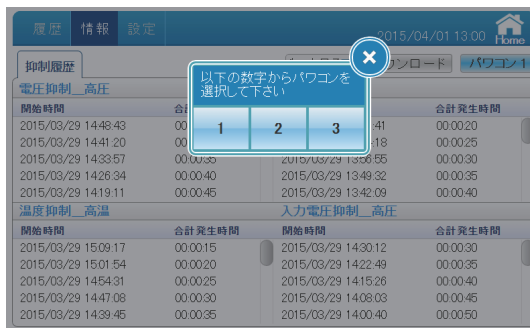 履歴 情報 設定
2015/04/01 13:00 Home
抑制履歴 ウンロード パワコン1
以下の数字からパワコンを
選択して下さい
1 2 3
電圧抑制__高圧
開始時間
2015/03/29 14:48:43
2015/03/29 14:41:20
2015/03/29 14:33:57 00:00:35
2015/03/29 14:26:34 00:00:40
2015/03/29 14:19:11 00:00:45
合計発生時間
41 00:00:20
18 00:00:25
2015/03/29 13:56:55 00:00:30
2015/03/29 13:49:32 00:00:35
2015/03/29 13:42:09 00:00:40
温度抑制__高温
開始時間 合計発生時間
2015/03/29 15:09:17 00:00:15
2015/03/29 15:01:54 00:00:20
2015/03/29 14:54:31 00:00:25
2015/03/29 14:47:08 00:00:30
2015/03/29 14:39:45 00:00:35
入力電圧抑制__高圧
開始時間 合計発生時間
2015/03/29 14:30:12 00:00:30
2015/03/29 14:22:49 00:00:35
2015/03/29 14:15:26 00:00:40
2015/03/29 14:08:03 00:00:45
2015/03/29 14:00:40 00:00:50